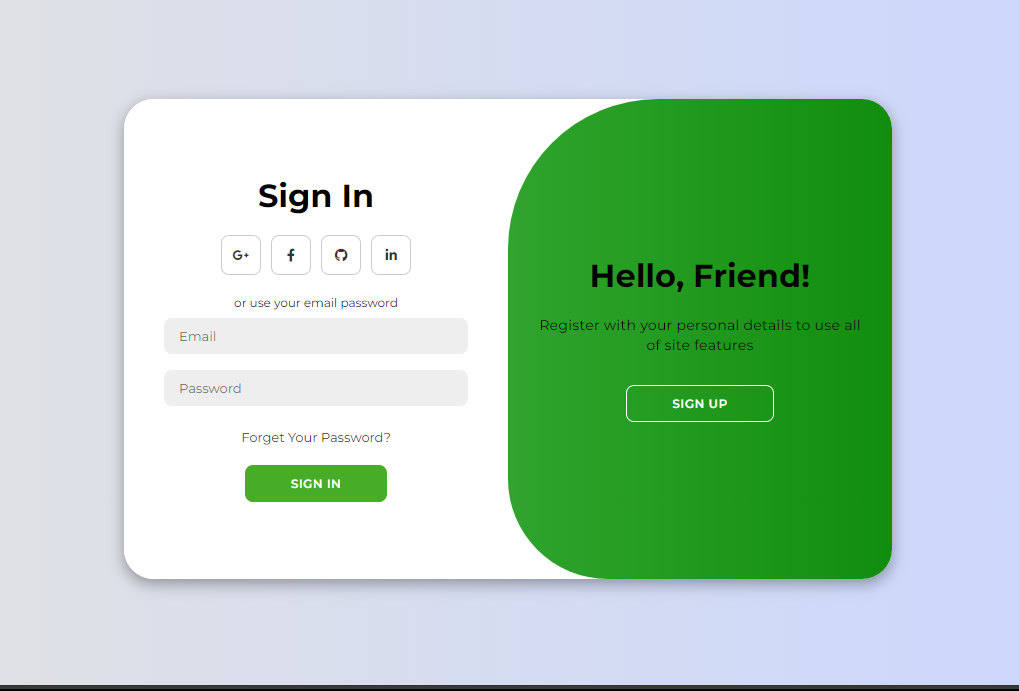 Sign In
G+
f
in
or use your email password
Email
Password
Forget Your Password?
SIGN IN
Hello, Friend!
Register with your personal details to use all
of site features
SIGN UP